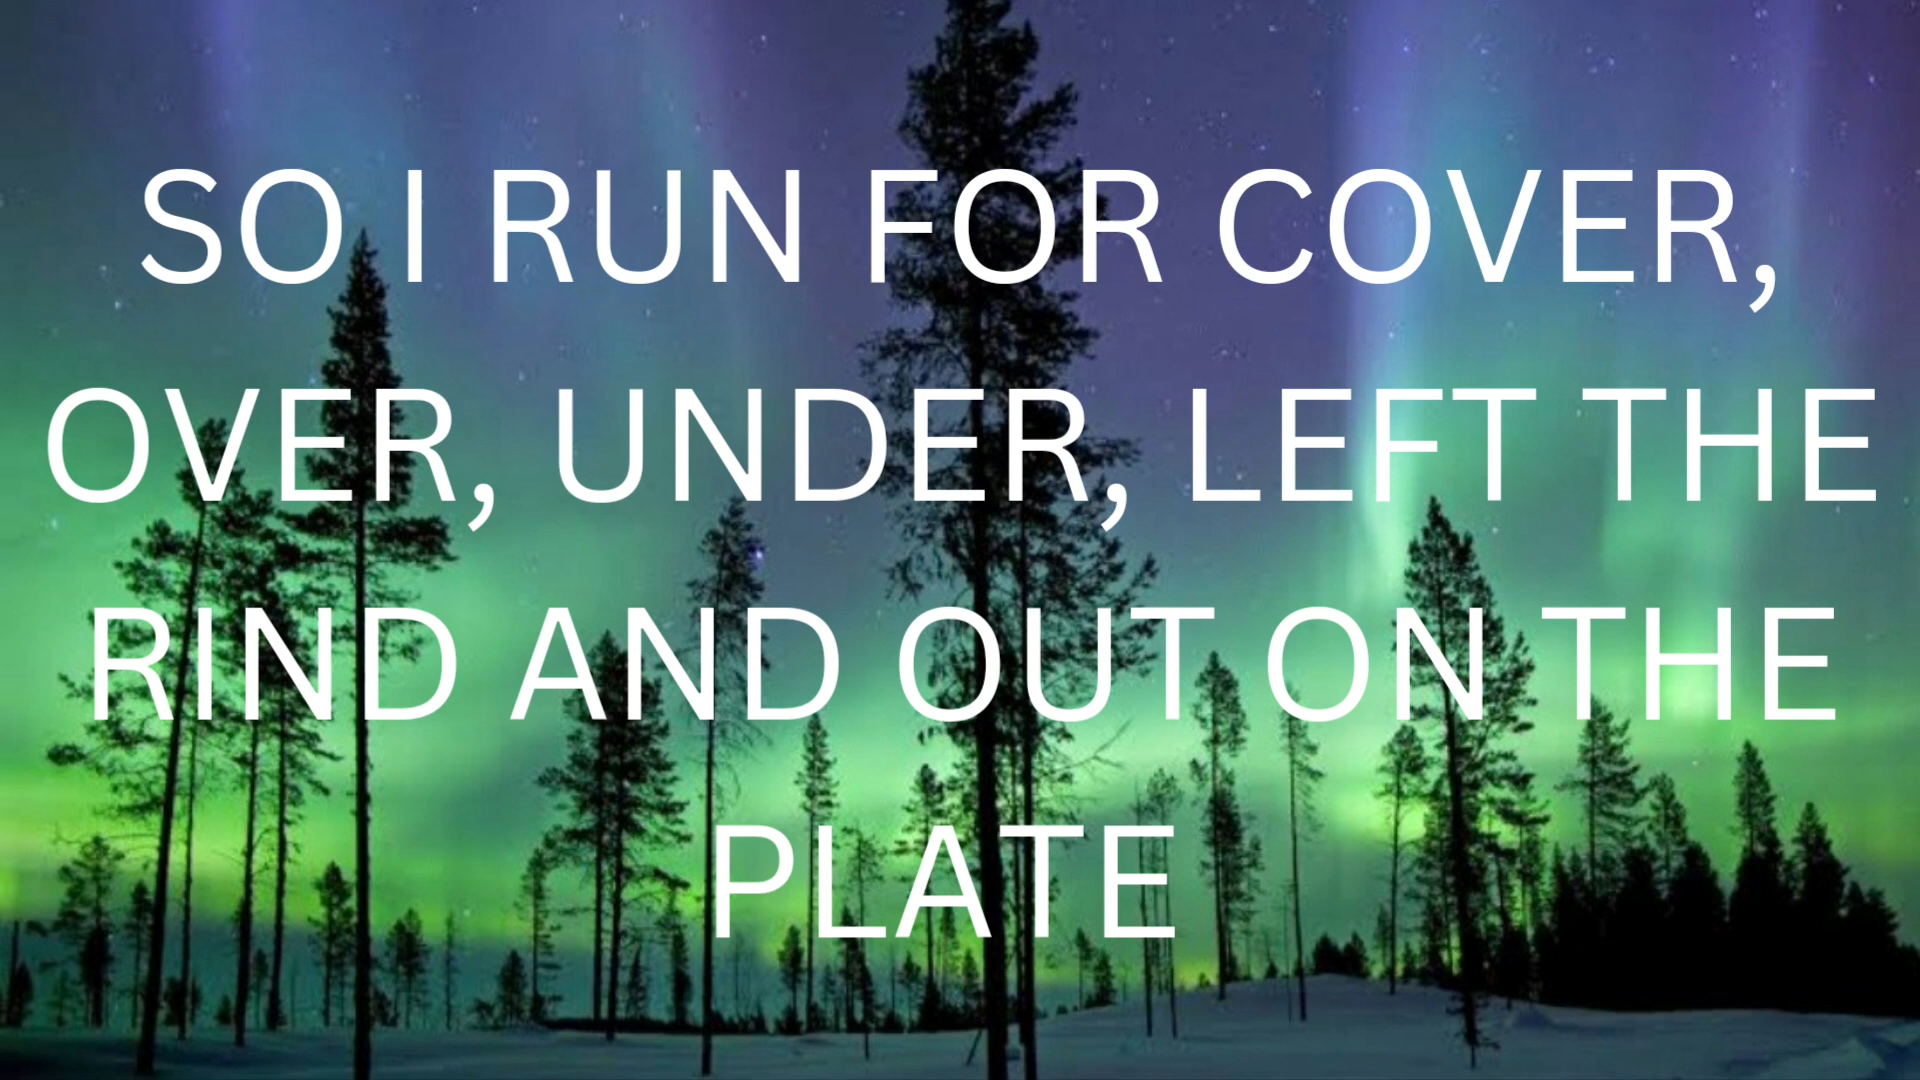 SO I RUN FOR COVER,
OVER, UNDER, LEFT THE
RIND AND OUT ON THE
PLATE